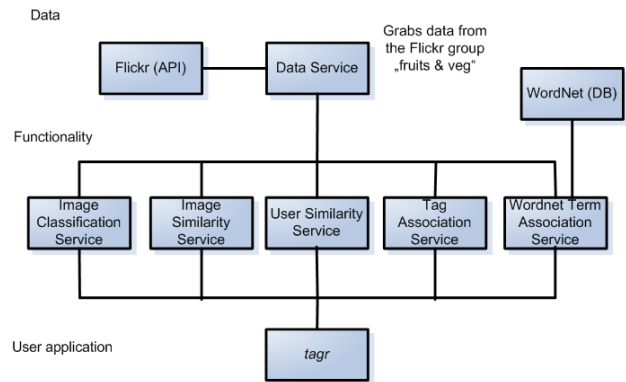 Data
Grabs data from
the Flickr group
„fruits & veg“
Flickr (API)
Data Service
WordNet (DB)
Functionality
Image
Classification
Service
Image
Similarity
Service
User Similarity
Service
Tag
Association
Service
Wordnet Term
Association
Service
User application
tagr